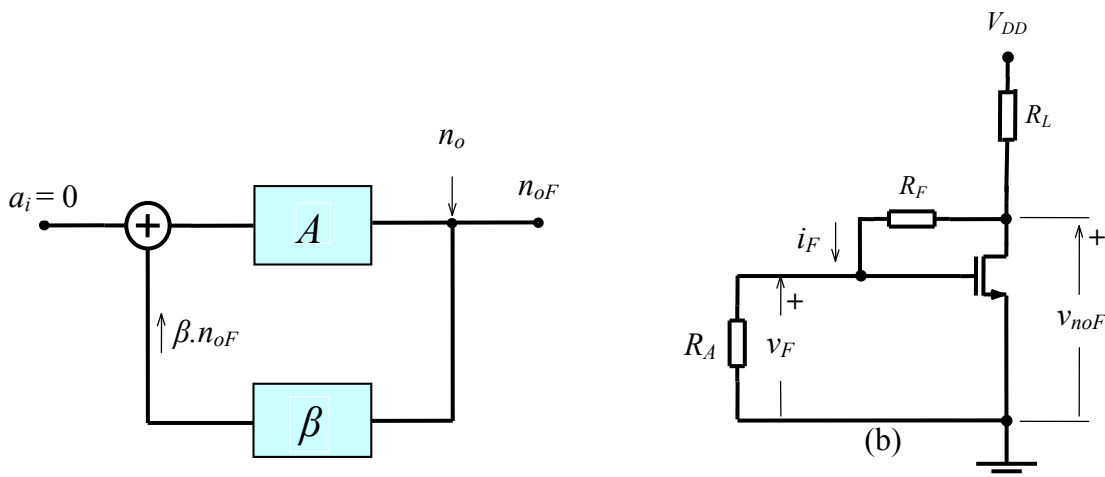 a_i = 0
+
A
n_o
n_oF
β.n_oF
β
V_DD
R_L
R_F
i_F
R_A
+
v_F
+
v_noF
(b)